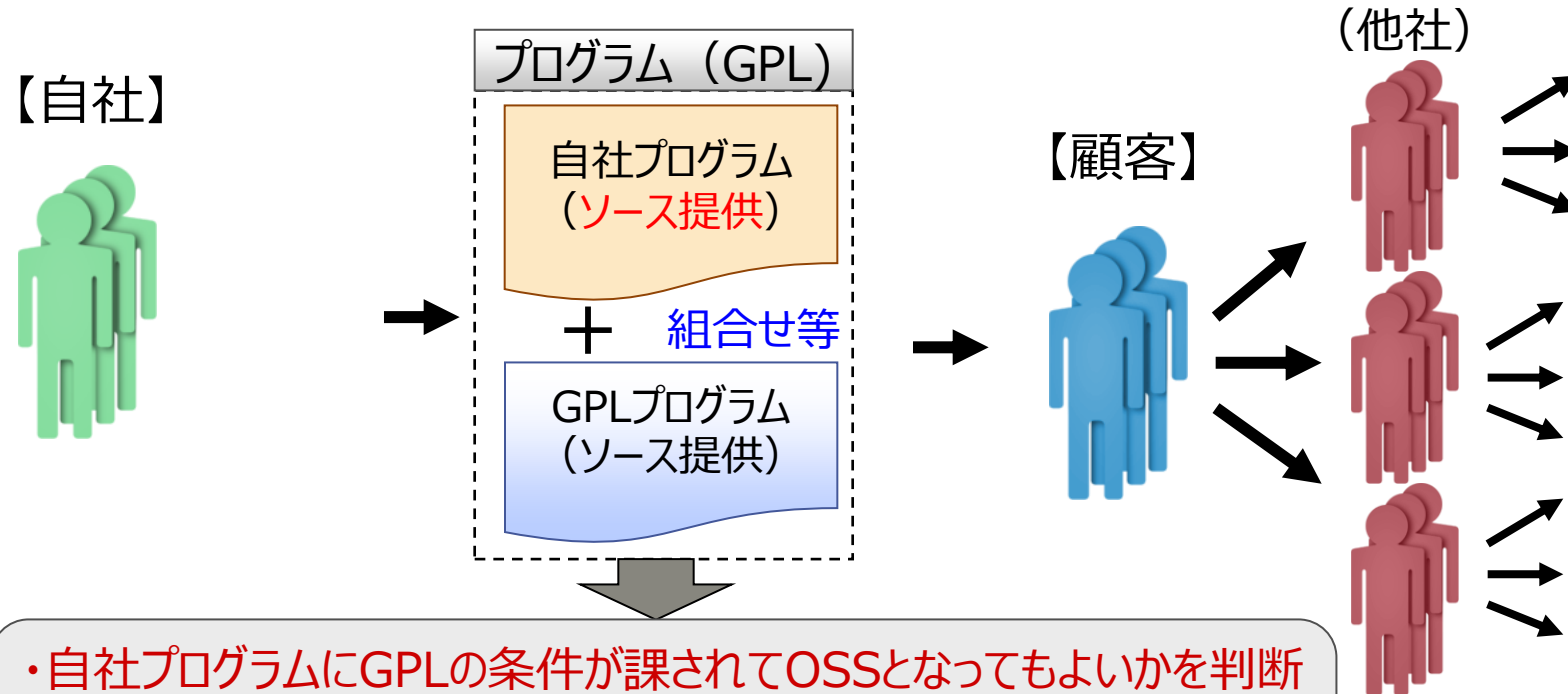 【自社】
プログラム（GPL）
自社プログラム
（ソース提供）
＋ 組合せ等
GPLプログラム
（ソース提供）
【顧客】
（他社）
・自社プログラムにGPLの条件が課されてOSSとなってもよいかを判断